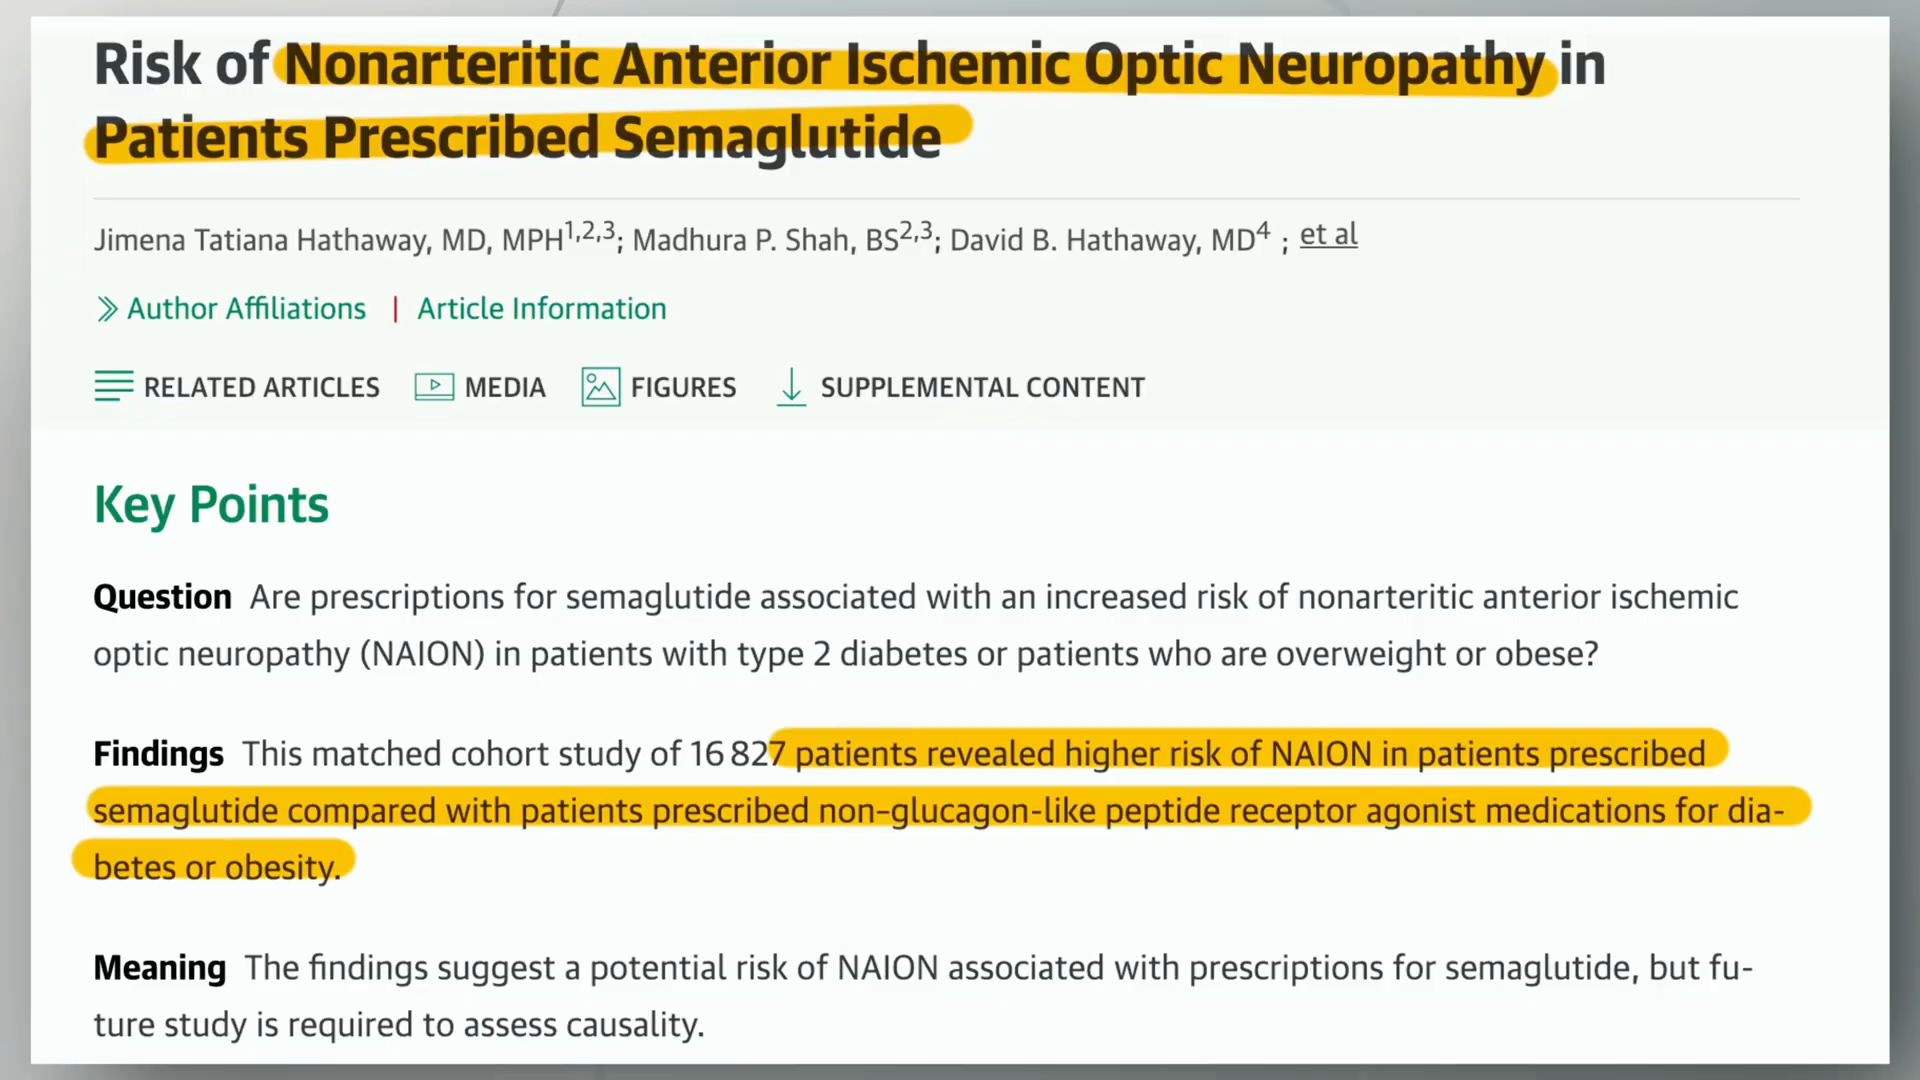 Risk of Nonarteritic Anterior Ischemic Optic Neuropathy in
Patients Prescribed Semaglutide
Jimena Tatiana Hathaway, MD, MPH1,2,3; Madhura P. Shah, BS2,3; David B. Hathaway, MD4 ; et al
Author Affiliations | Article Information
RELATED ARTICLES MEDIA FIGURES SUPPLEMENTAL CONTENT
Key Points
Question Are prescriptions for semaglutide associated with an increased risk of nonarteritic anterior ischemic
optic neuropathy (NAION) in patients with type 2 diabetes or patients who are overweight or obese?
Findings This matched cohort study of 16 827 patients revealed higher risk of NAION in patients prescribed
semaglutide compared with patients prescribed non–glucagon-like peptide receptor agonist medications for dia-
betes or obesity.
Meaning The findings suggest a potential risk of NAION associated with prescriptions for semaglutide, but fu-
ture study is required to assess causality.